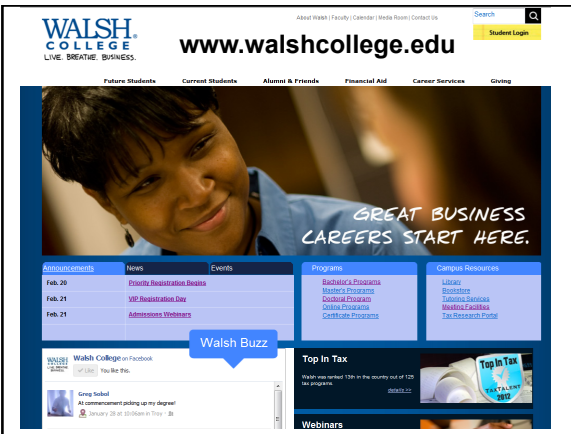 About Walsh | Faculty | Calendar | Media Room | Contact Us
Search
Student Login
WALSH
COLLEGE
LIVE. BREATHE. BUSINESS.
www.walshcollege.edu
Future Students Current Students Alumni & Friends Financial Aid Career Services Giving
GREAT BUSINESS
CAREERS START HERE.
Announcements News Events
Feb. 20 Priority Registration Begins
Feb. 21 VIP Registration Day
Feb. 21 Admissions Webinars
Programs
Bachelor's Programs
Master's Programs
Doctoral Program
Online Programs
Certificate Programs
Campus Resources
Library
Bookstore
Tutoring Services
Meeting Facilities
Tax Research Portal
Walsh Buzz
WALSH
COLLEGE
Walsh College on Facebook
Like You like this.
Greg Sobol
At commencement picking up my degree!
January 28 at 10:06am in Troy
Top In Tax
Walsh was ranked 13th in the country out of 125
tax programs.
details >>
Top In Tax
TAXTALENT
2012
Webinars